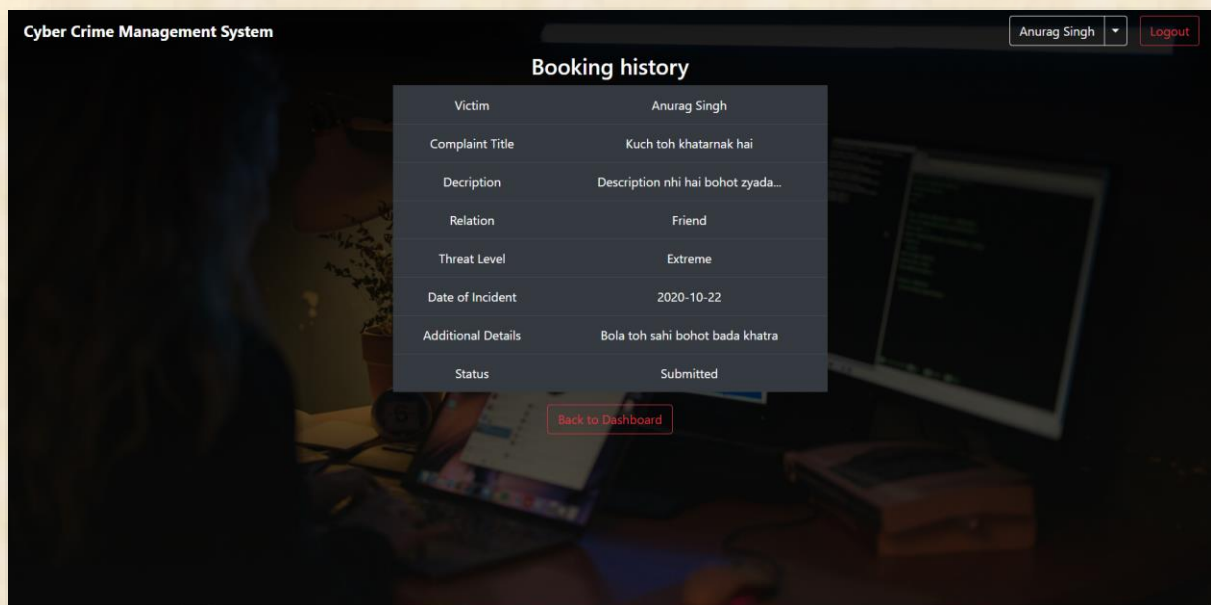 Cyber Crime Management System
Anurag Singh
Logout
Booking history
Victim Anurag Singh
Complaint Title Kuch toh khatarnak hai
Decription Description nhi hai bohot zyada...
Relation Friend
Threat Level Extreme
Date of Incident 2020-10-22
Additional Details Bola toh sahi bohot bada khatra
Status Submitted
Back to Dashboard